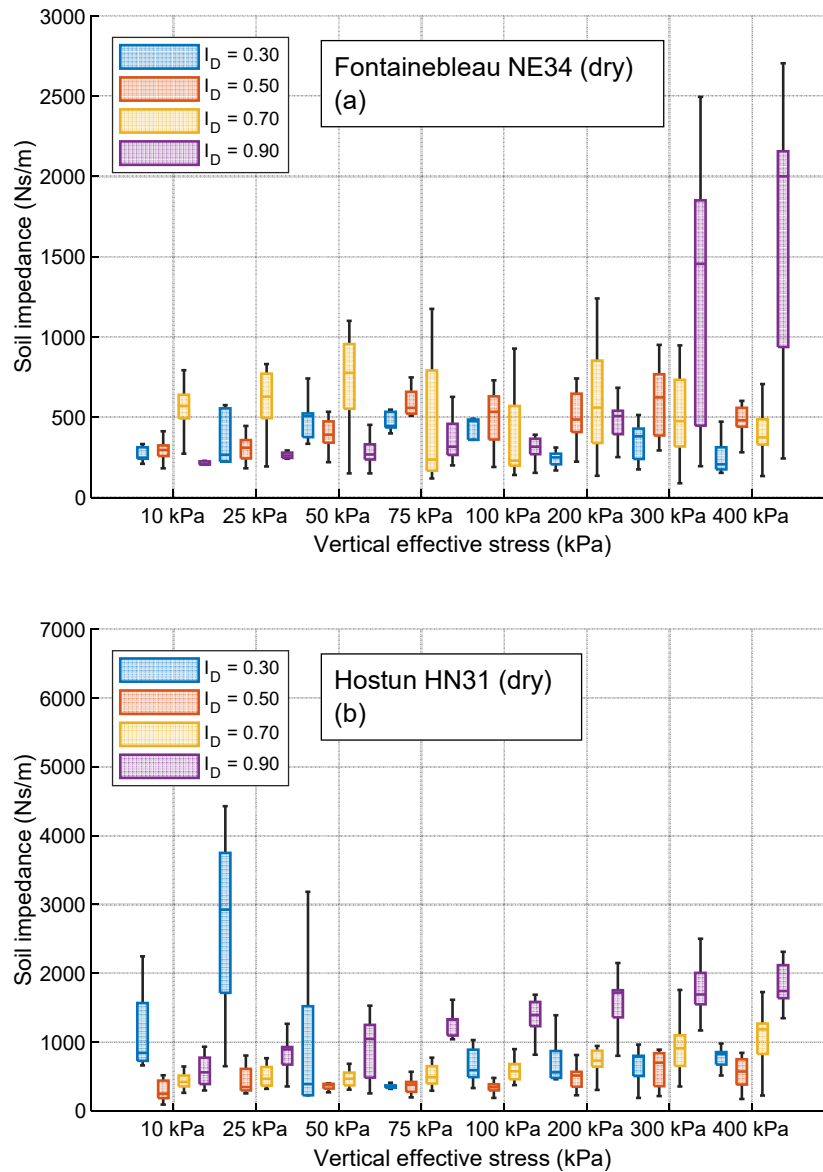 3000
2500
2000
1500
1000
500
0
Soil impedance (Ns/m)
I_D = 0.30
I_D = 0.50
I_D = 0.70
I_D = 0.90
Fontainebleau NE34 (dry)
(a)
10 kPa 25 kPa 50 kPa 75 kPa 100 kPa 200 kPa 300 kPa 400 kPa
Vertical effective stress (kPa)
7000
6000
5000
4000
3000
2000
1000
0
Soil impedance (Ns/m)
I_D = 0.30
I_D = 0.50
I_D = 0.70
I_D = 0.90
Hostun HN31 (dry)
(b)
10 kPa 25 kPa 50 kPa 75 kPa 100 kPa 200 kPa 300 kPa 400 kPa
Vertical effective stress (kPa)